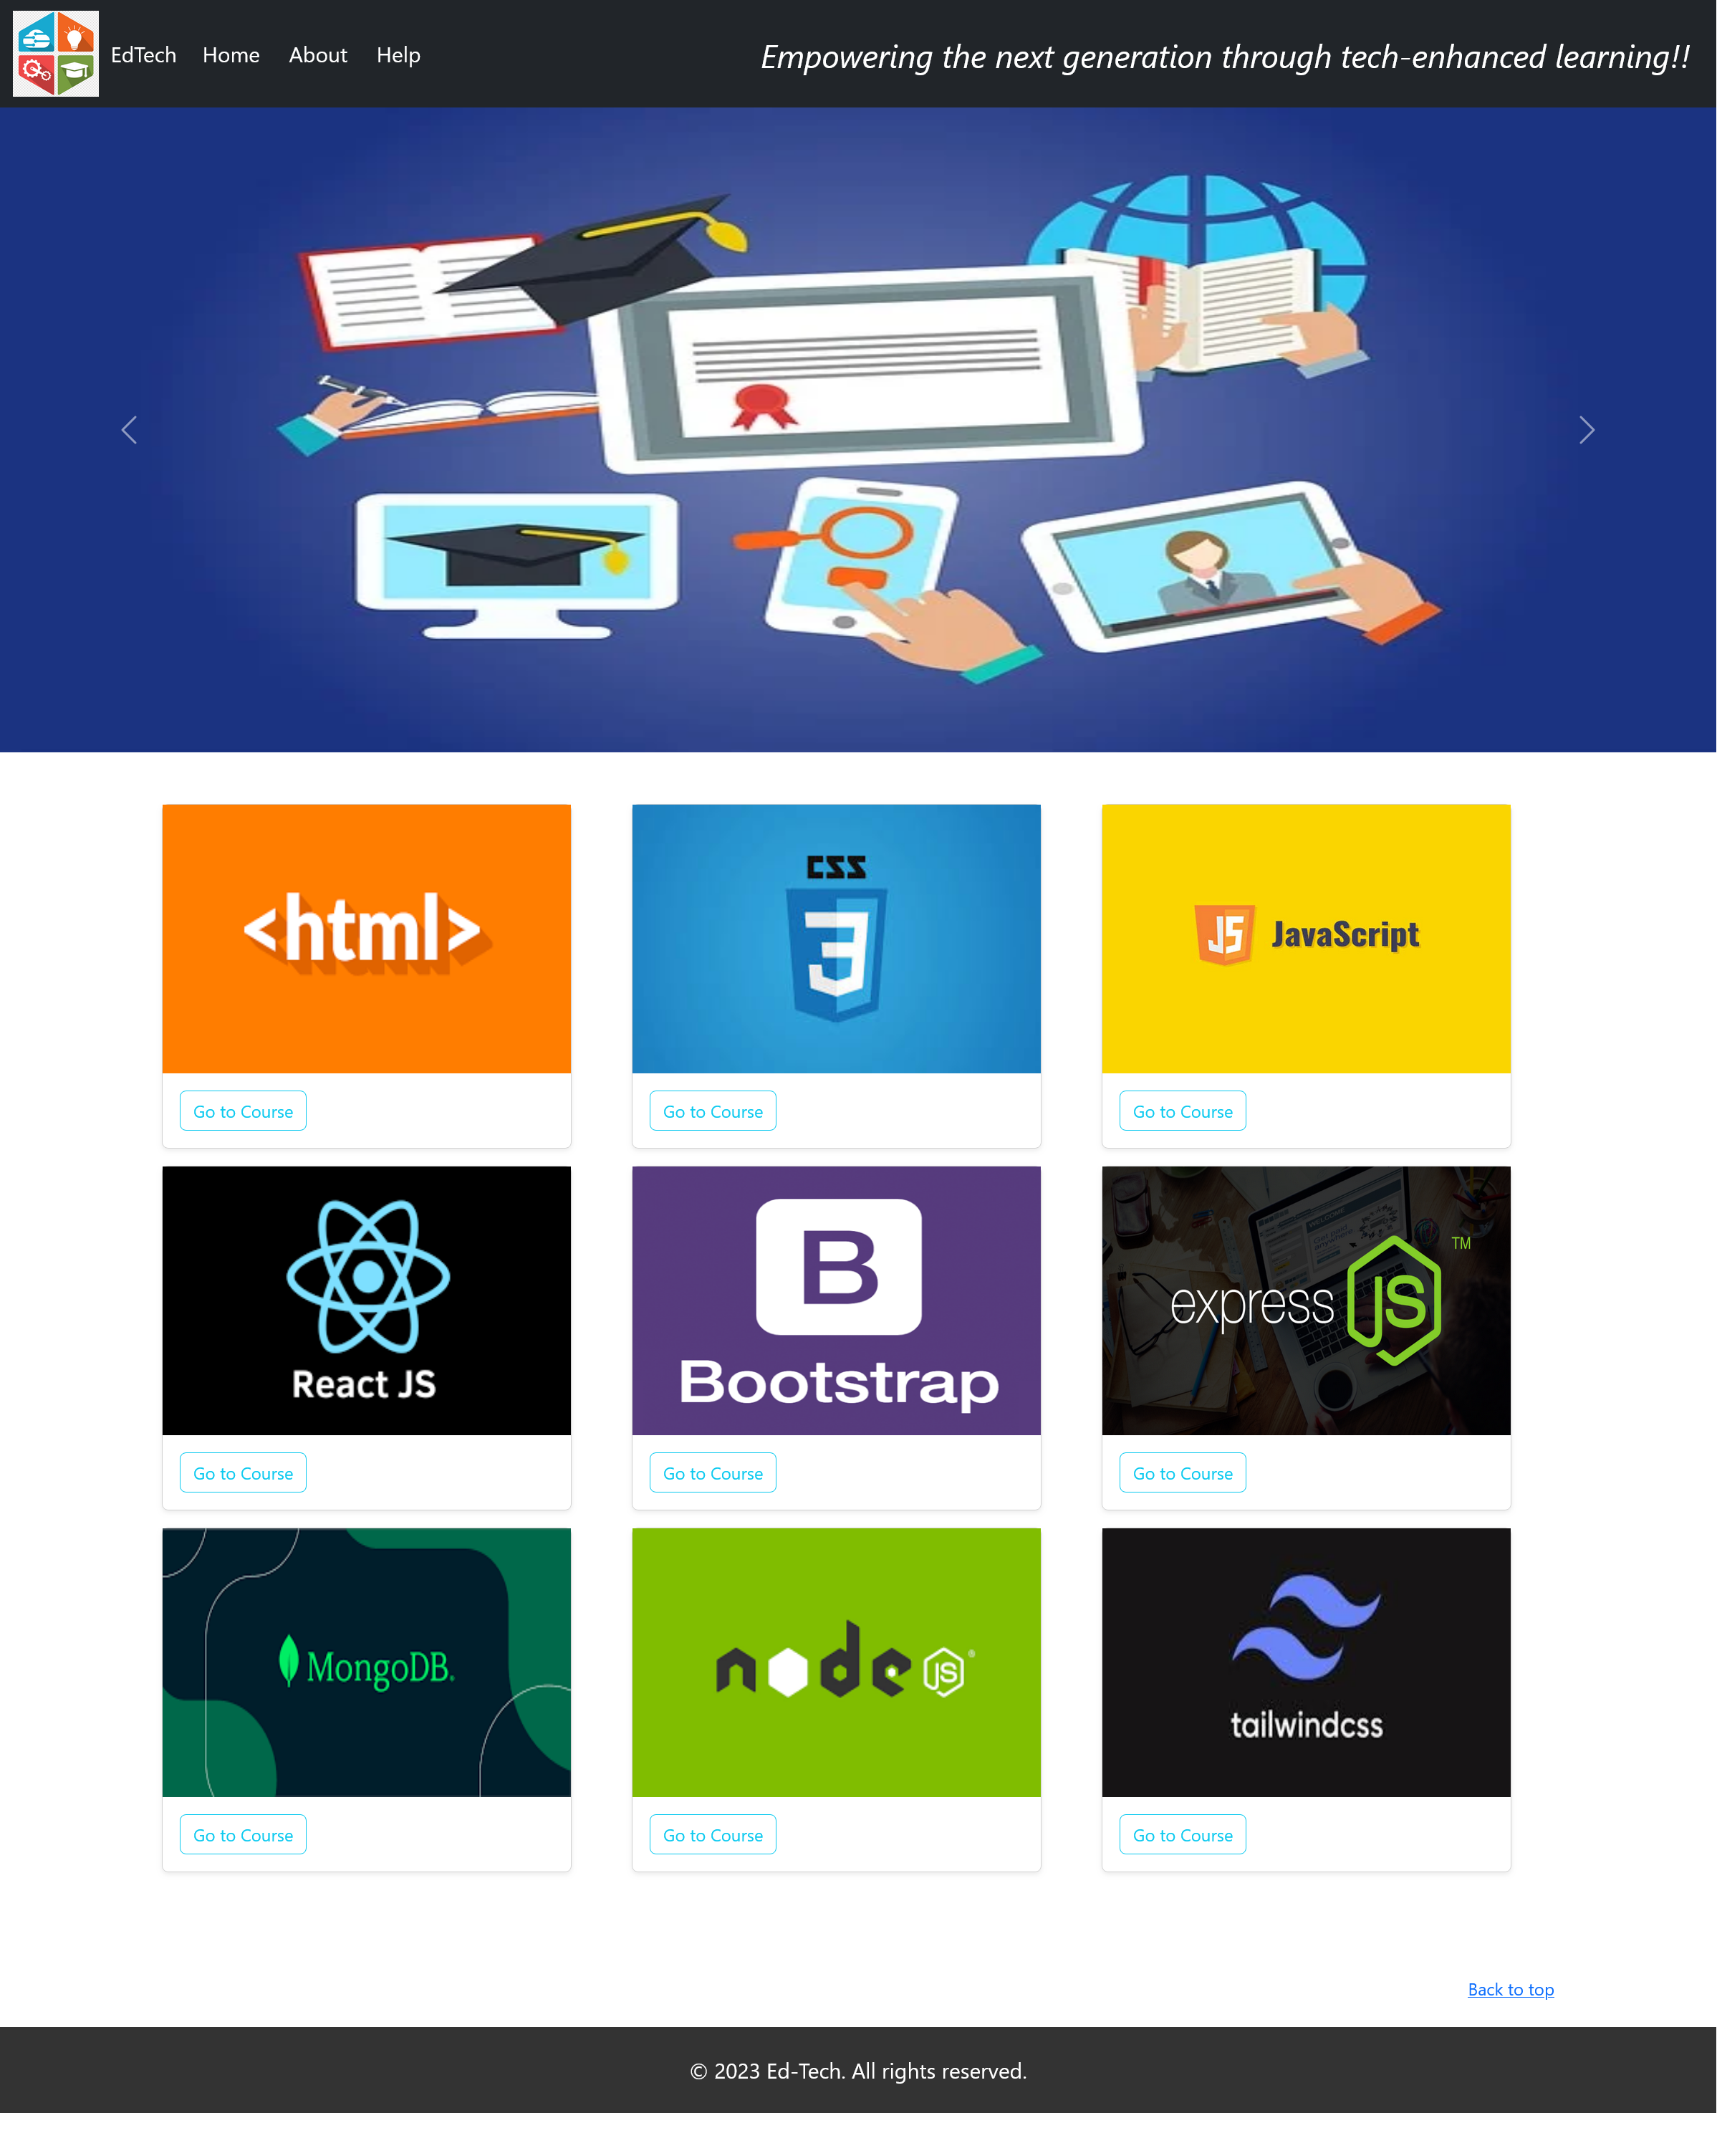 EdTech Home About Help
Empowering the next generation through tech-enhanced learning!!
<html>
CSS
3
JS JavaScript
Go to Course
Go to Course
Go to Course
React JS
B
Bootstrap
express JS TM
Go to Course
Go to Course
Go to Course
MongoDB®
node JS ®
tailwindcss
Go to Course
Go to Course
Go to Course
Back to top
© 2023 Ed-Tech. All rights reserved.